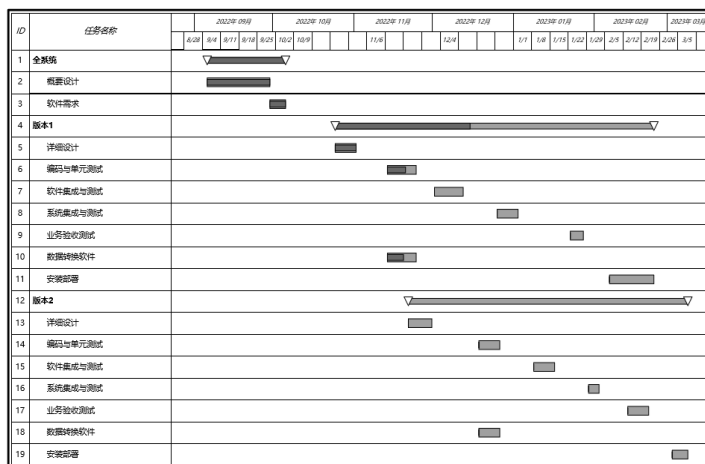 ID 任务名称 2022年 09月 2022年 10月 2022年 11月 2022年 12月 2023年 01月 2023年 02月 2023年 03月
8/28 9/4 9/11 9/18 9/25 10/2 10/9 11/6 12/4 1/1 1/8 1/15 1/22 1/29 2/5 2/12 2/19 2/26 3/5
1 全系统
2 概要设计
3 软件需求
4 版本1
5 详细设计
6 编码与单元测试
7 软件集成与测试
8 系统集成与测试
9 业务验收测试
10 数据转换软件
11 安装部署
12 版本2
13 详细设计
14 编码与单元测试
15 软件集成与测试
16 系统集成与测试
17 业务验收测试
18 数据转换软件
19 安装部署